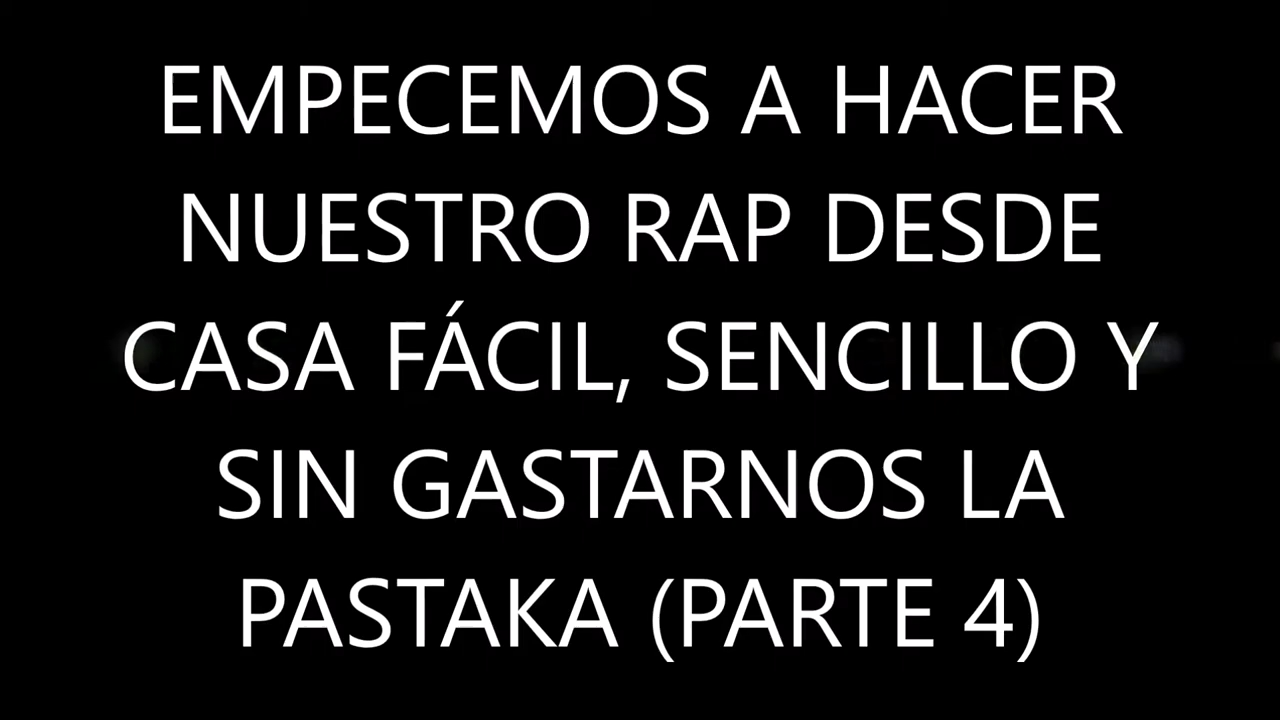 EMPECEMOS A HACER
NUESTRO RAP DESDE
CASA FÁCIL, SENCILLO Y
SIN GASTARNOS LA
PASTAKA (PARTE 4)